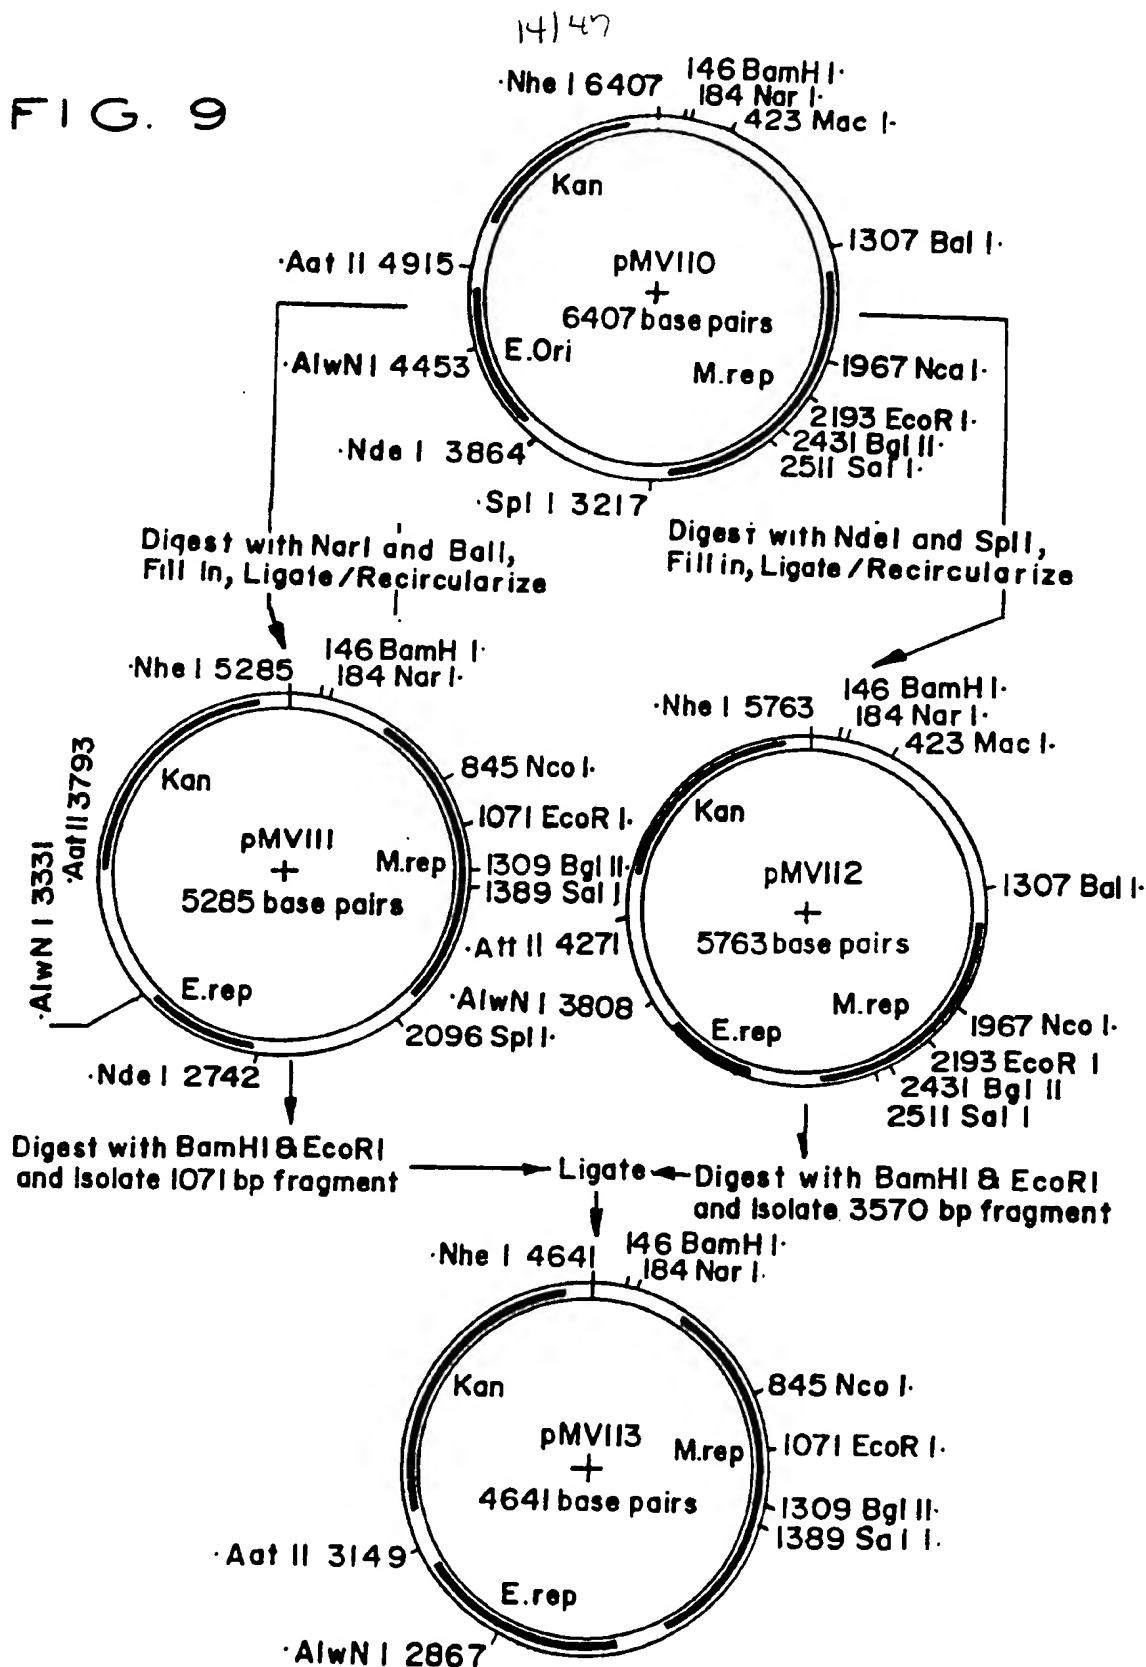 14/47
FIG. 9
·Nhe I 6407
146 BamH I·
184 Nar I·
423 Mac I·
Kan
1307 Bal I·
·Aat II 4915
pMV110
+
6407 base pairs
E.Ori
M.rep
·AlwN I 4453
1967 Nca I·
2193 EcoR I·
2431 Bgl II·
2511 Sal I·
·Nde I 3864
·Spl I 3217
Digest with NarI and BalI,
Fill In, Ligate/Recircularize
Digest with NdeI and SplI,
Fill in, Ligate/Recircularize
·Nhe I 5285
146 BamH I·
184 Nar I·
Kan
845 Nco I·
1071 EcoR I·
pMV111
+
5285 base pairs
M.rep
1309 Bgl II·
1389 Sal I
·Aat II 3793
·AlwN I 3331
E.rep
2096 Spl I·
·Nde I 2742
·Nhe I 5763
146 BamH I·
184 Nar I·
423 Mac I·
Kan
1307 Bal I·
pMV112
+
5763 base pairs
·Att II 4271
·AlwN I 3808
M.rep
E.rep
1967 Nco I·
2193 EcoR I
2431 Bgl II
2511 Sal I
Digest with BamHI & EcoRI
and Isolate 1071 bp fragment
Ligate
Digest with BamHI & EcoRI
and Isolate 3570 bp fragment
·Nhe I 4641
146 BamH I·
184 Nar I·
Kan
845 Nco I·
pMV113
+
4641 base pairs
M.rep
1071 EcoR I·
1309 Bgl II·
1389 Sal I·
·Aat II 3149
E.rep
·AlwN I 2867